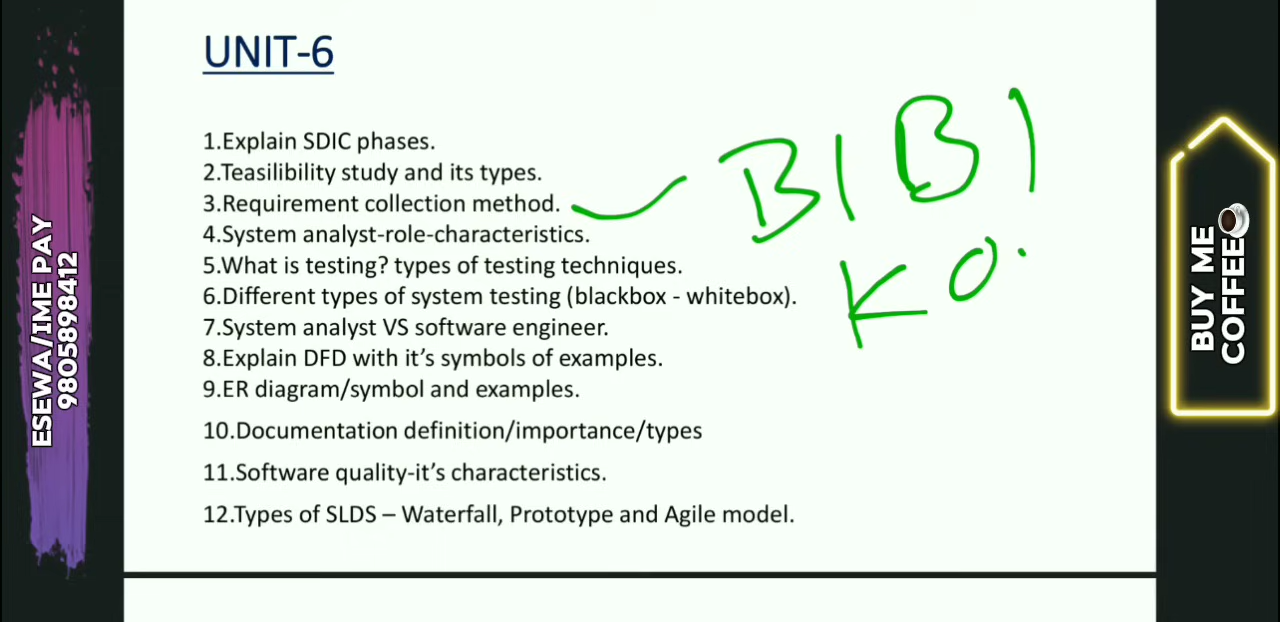 UNIT-6
1.Explain SDIC phases.
2.Teasilibility study and its types.
3.Requirement collection method.
4.System analyst-role-characteristics.
5.What is testing? types of testing techniques.
6.Different types of system testing (blackbox - whitebox).
7.System analyst VS software engineer.
8.Explain DFD with it’s symbols of examples.
9.ER diagram/symbol and examples.
10.Documentation definition/importance/types
11.Software quality-it’s characteristics.
12.Types of SLDS – Waterfall, Prototype and Agile model.
ESEWA/IME PAY
9805898412
BUY ME
COFFEE